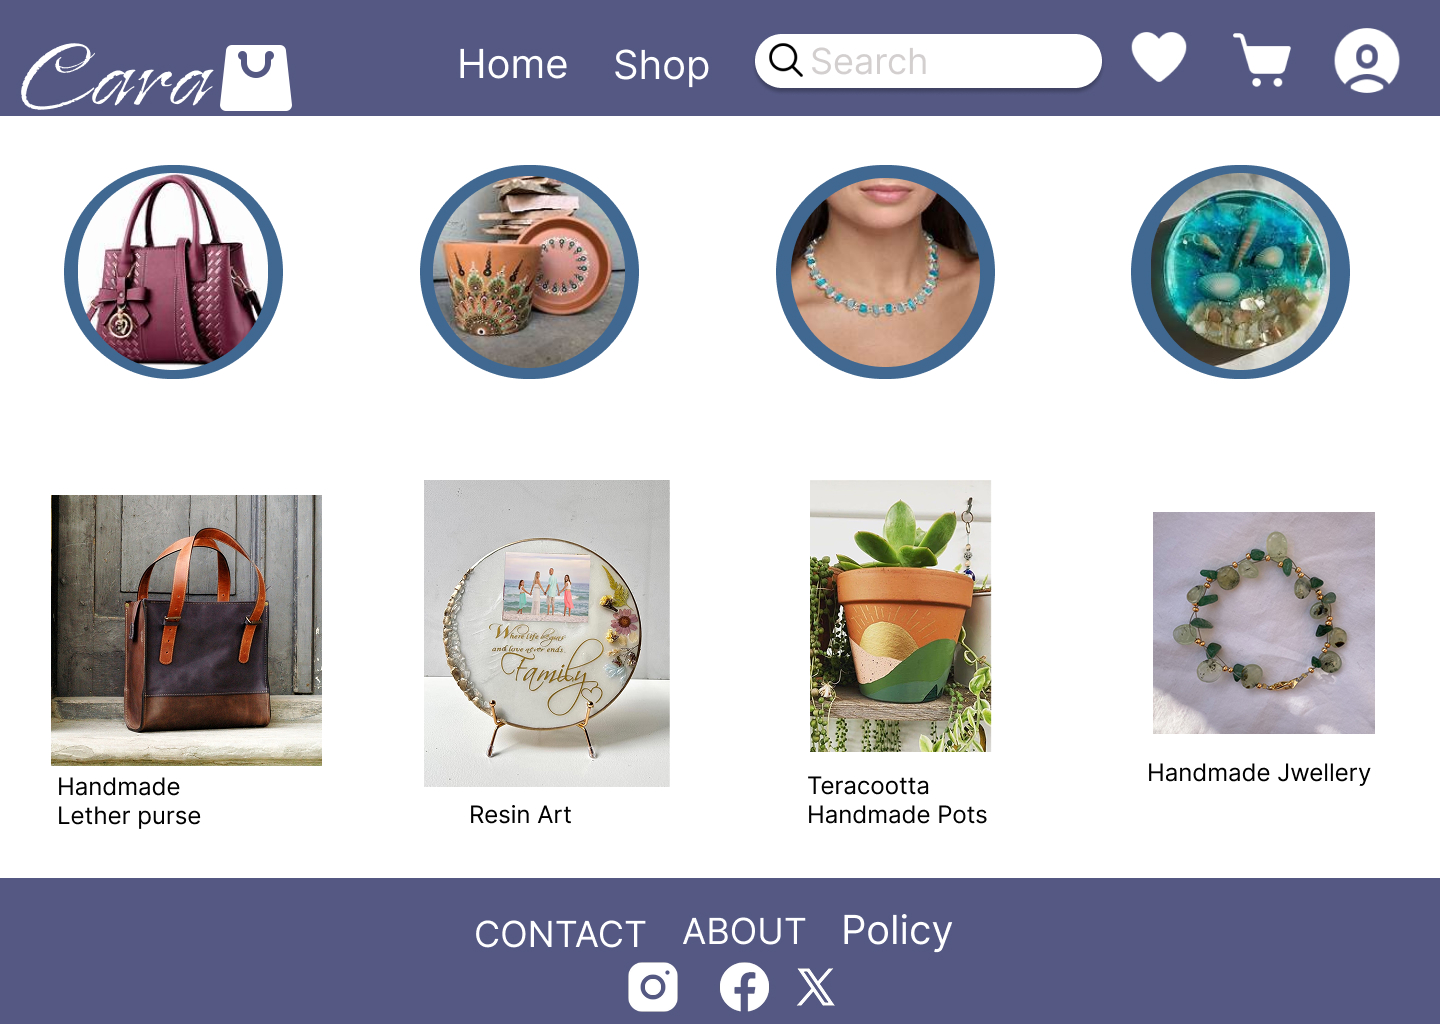 Cara
Home
Shop
Search
Where life begins
and love never ends.
Family
Handmade
Lether purse
Resin Art
Teracootta
Handmade Pots
Handmade Jwellery
CONTACT
ABOUT
Policy